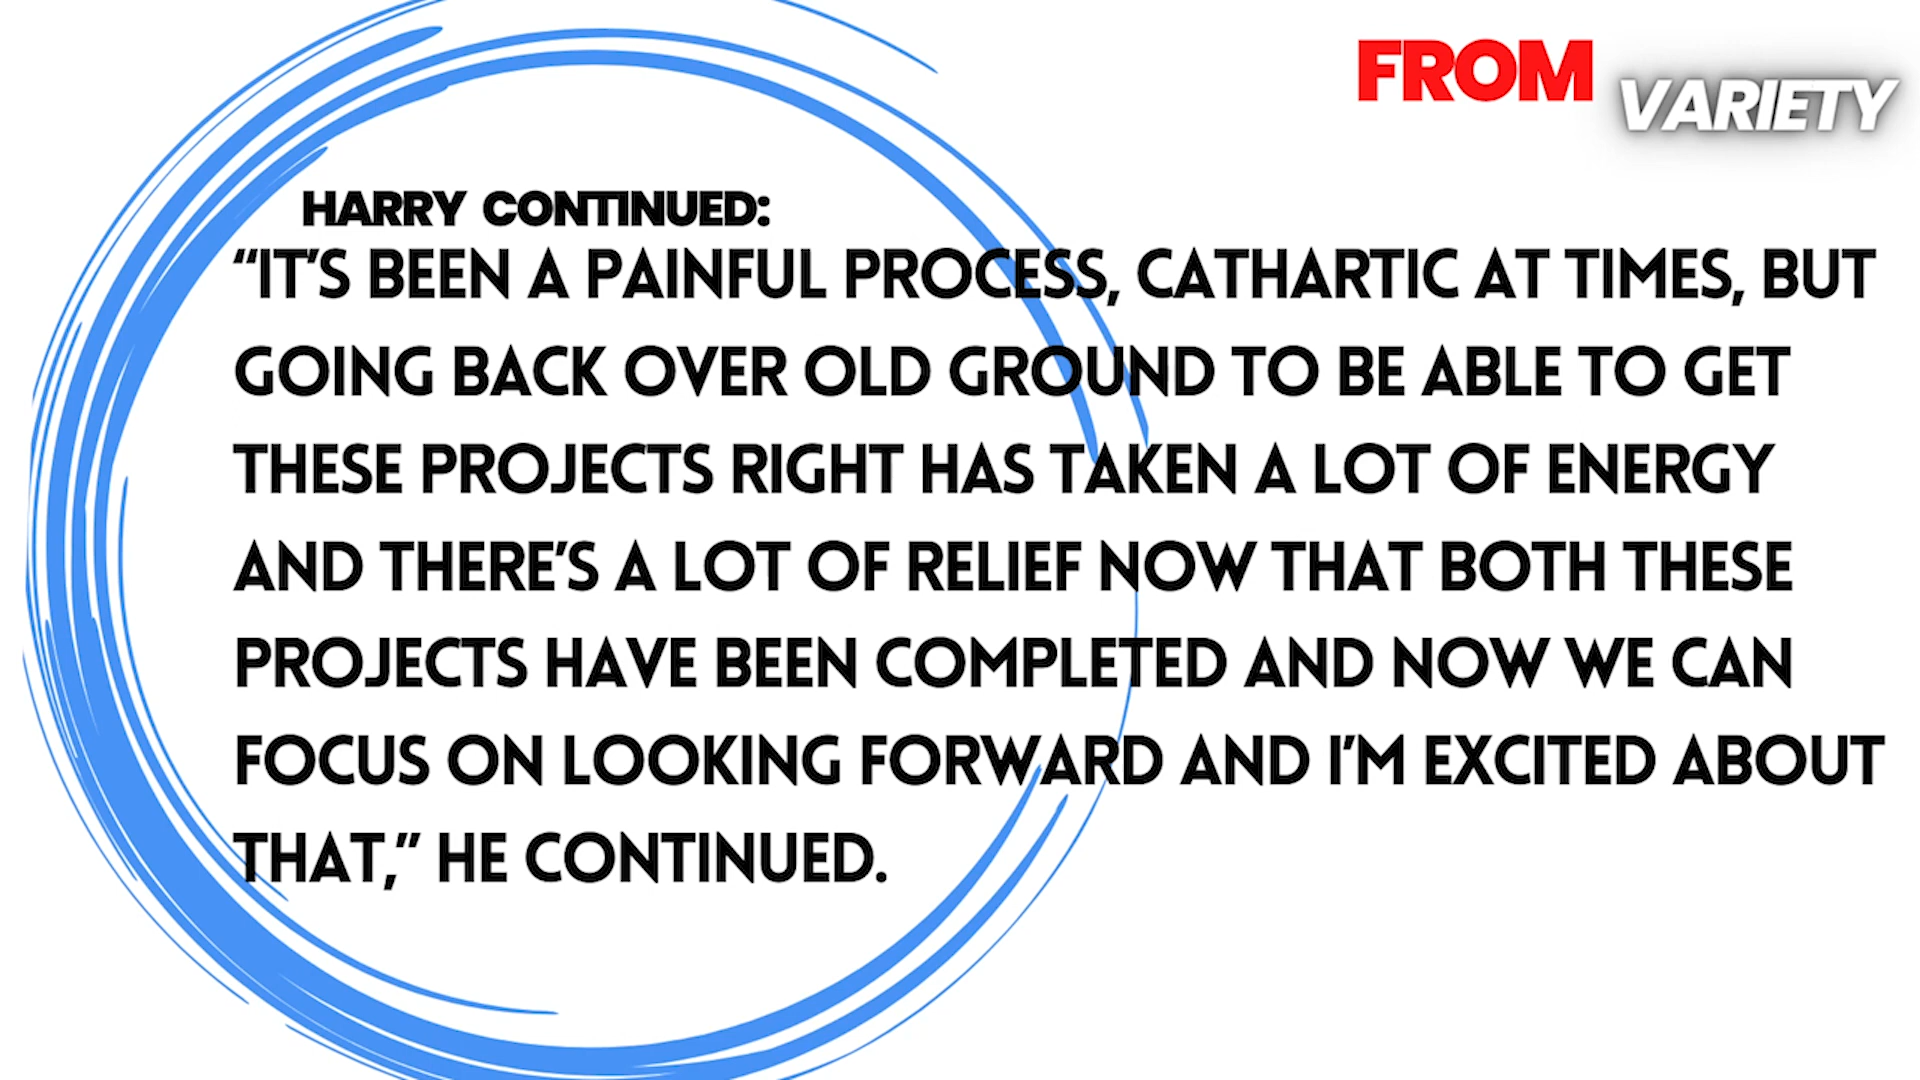 FROM VARIETY
HARRY CONTINUED:
“IT’S BEEN A PAINFUL PROCESS, CATHARTIC AT TIMES, BUT
GOING BACK OVER OLD GROUND TO BE ABLE TO GET
THESE PROJECTS RIGHT HAS TAKEN A LOT OF ENERGY
AND THERE’S A LOT OF RELIEF NOW THAT BOTH THESE
PROJECTS HAVE BEEN COMPLETED AND NOW WE CAN
FOCUS ON LOOKING FORWARD AND I’M EXCITED ABOUT
THAT,” HE CONTINUED.